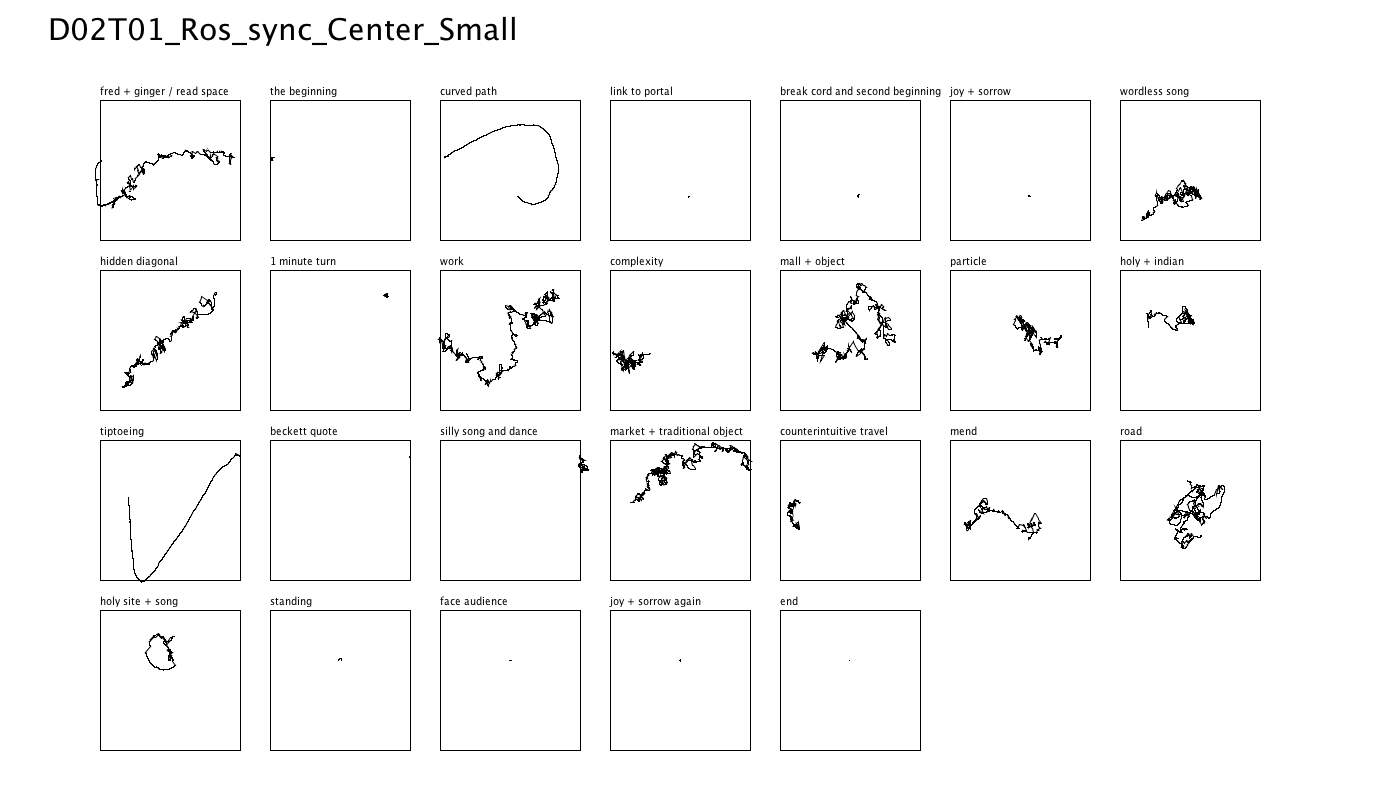 D02T01_Ros_sync_Center_Small
fred + ginger / read space
the beginning
curved path
link to portal
break cord and second beginning
joy + sorrow
wordless song
hidden diagonal
1 minute turn
work
complexity
mall + object
particle
holy + indian
tiptoeing
beckett quote
silly song and dance
market + traditional object
counterintuitive travel
mend
road
holy site + song
standing
face audience
joy + sorrow again
end